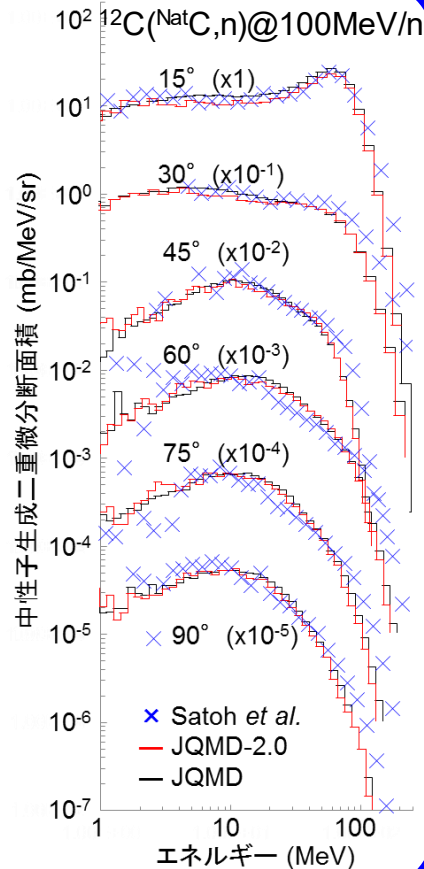 ¹²C(ᴺᵃᵗC,n)@100MeV/n
10²
15° (x1)
10¹
30° (x10⁻¹)
10⁰
45° (x10⁻²)
10⁻¹
60° (x10⁻³)
10⁻²
75° (x10⁻⁴)
10⁻³
10⁻⁴
10⁻⁵
90° (x10⁻⁵)
10⁻⁶
10⁻⁷
中性子生成二重微分断面積 (mb/MeV/sr)
Satoh et al.
JQMD-2.0
JQMD
1 10 100
エネルギー (MeV)